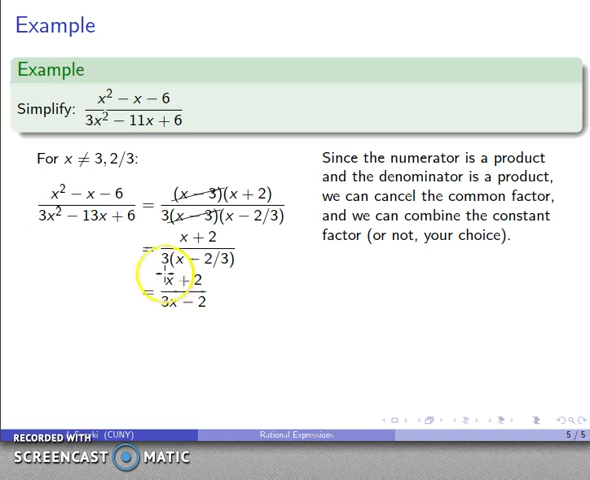 Example
Example
Simplify: x² − x − 6 / 3x² − 11x + 6
For x ≠ 3, 2/3:
x² − x − 6 / 3x² − 13x + 6 = (x − 3)(x + 2) / 3(x − 3)(x − 2/3)
= x + 2 / 3(x − 2/3)
= x + 2 / 3x − 2
Since the numerator is a product
and the denominator is a product,
we can cancel the common factor,
and we can combine the constant
factor (or not, your choice).
(CUNY)
Rational Expressions
5 / 5
RECORDED WITH
SCREENCAST MATIC